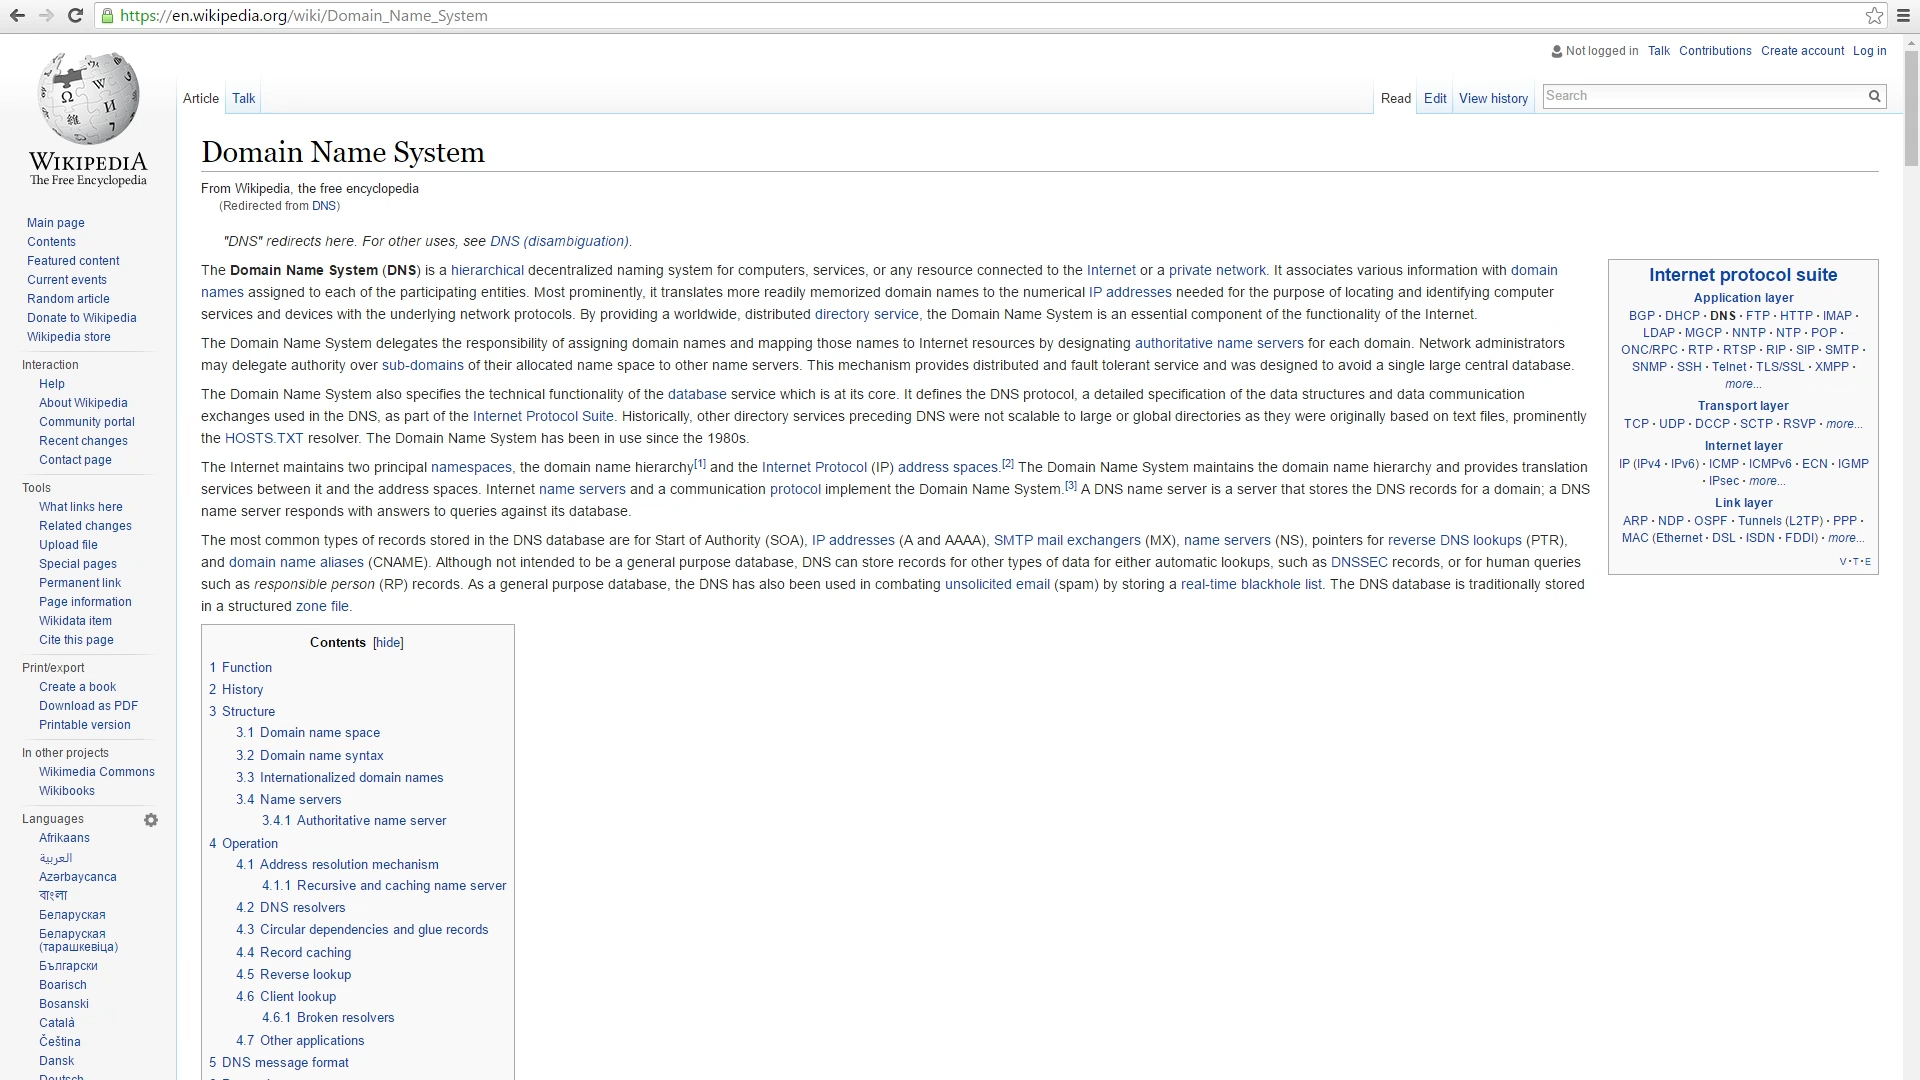 https://en.wikipedia.org/wiki/Domain_Name_System
Not logged in Talk Contributions Create account Log in
Article Talk
Read Edit View history Search
WIKIPEDIA
The Free Encyclopedia
Main page
Contents
Featured content
Current events
Random article
Donate to Wikipedia
Wikipedia store
Interaction
Help
About Wikipedia
Community portal
Recent changes
Contact page
Tools
What links here
Related changes
Upload file
Special pages
Permanent link
Page information
Wikidata item
Cite this page
Print/export
Create a book
Download as PDF
Printable version
In other projects
Wikimedia Commons
Wikibooks
Languages
Afrikaans
العربية
Azərbaycanca
বাংলা
Беларуская
Беларуская
(тарашкевіца)
Български
Boarisch
Bosanski
Català
Čeština
Dansk
Deutsch
Domain Name System
From Wikipedia, the free encyclopedia
(Redirected from DNS)
"DNS" redirects here. For other uses, see DNS (disambiguation).
The Domain Name System (DNS) is a hierarchical decentralized naming system for computers, services, or any resource connected to the Internet or a private network. It associates various information with domain
names assigned to each of the participating entities. Most prominently, it translates more readily memorized domain names to the numerical IP addresses needed for the purpose of locating and identifying computer
services and devices with the underlying network protocols. By providing a worldwide, distributed directory service, the Domain Name System is an essential component of the functionality of the Internet.
The Domain Name System delegates the responsibility of assigning domain names and mapping those names to Internet resources by designating authoritative name servers for each domain. Network administrators
may delegate authority over sub-domains of their allocated name space to other name servers. This mechanism provides distributed and fault tolerant service and was designed to avoid a single large central database.
The Domain Name System also specifies the technical functionality of the database service which is at its core. It defines the DNS protocol, a detailed specification of the data structures and data communication
exchanges used in the DNS, as part of the Internet Protocol Suite. Historically, other directory services preceding DNS were not scalable to large or global directories as they were originally based on text files, prominently
the HOSTS.TXT resolver. The Domain Name System has been in use since the 1980s.
The Internet maintains two principal namespaces, the domain name hierarchy[1] and the Internet Protocol (IP) address spaces.[2] The Domain Name System maintains the domain name hierarchy and provides translation
services between it and the address spaces. Internet name servers and a communication protocol implement the Domain Name System.[3] A DNS name server is a server that stores the DNS records for a domain; a DNS
name server responds with answers to queries against its database.
The most common types of records stored in the DNS database are for Start of Authority (SOA), IP addresses (A and AAAA), SMTP mail exchangers (MX), name servers (NS), pointers for reverse DNS lookups (PTR),
and domain name aliases (CNAME). Although not intended to be a general purpose database, DNS can store records for other types of data for either automatic lookups, such as DNSSEC records, or for human queries
such as responsible person (RP) records. As a general purpose database, the DNS has also been used in combating unsolicited email (spam) by storing a real-time blackhole list. The DNS database is traditionally stored
in a structured zone file.
Contents [hide]
1 Function
2 History
3 Structure
3.1 Domain name space
3.2 Domain name syntax
3.3 Internationalized domain names
3.4 Name servers
3.4.1 Authoritative name server
4 Operation
4.1 Address resolution mechanism
4.1.1 Recursive and caching name server
4.2 DNS resolvers
4.3 Circular dependencies and glue records
4.4 Record caching
4.5 Reverse lookup
4.6 Client lookup
4.6.1 Broken resolvers
4.7 Other applications
5 DNS message format
Internet protocol suite
Application layer
BGP · DHCP · DNS · FTP · HTTP · IMAP ·
LDAP · MGCP · NNTP · NTP · POP ·
ONC/RPC · RTP · RTSP · RIP · SIP · SMTP ·
SNMP · SSH · Telnet · TLS/SSL · XMPP ·
more...
Transport layer
TCP · UDP · DCCP · SCTP · RSVP · more...
Internet layer
IP (IPv4 · IPv6) · ICMP · ICMPv6 · ECN · IGMP
· IPsec · more...
Link layer
ARP · NDP · OSPF · Tunnels (L2TP) · PPP ·
MAC (Ethernet · DSL · ISDN · FDDI) · more...
V · T · E